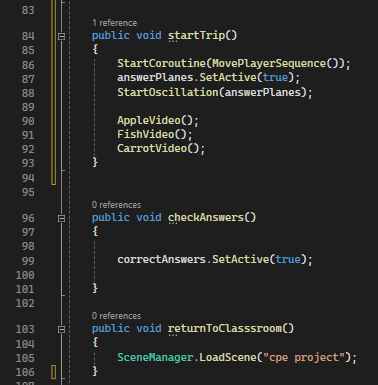 83
1 reference
84 public void startTrip()
85 {
86 StartCoroutine(MovePlayerSequence());
87 answerPlanes.SetActive(true);
88 StartOscillation(answerPlanes);
89
90 AppleVideo();
91 FishVideo();
92 CarrotVideo();
93 }
94
95
0 references
96 public void checkAnswers()
97 {
98
99 correctAnswers.SetActive(true);
100
101 }
102
0 references
103 public void returnToClasssroom()
104 {
105 SceneManager.LoadScene("cpe project");
106 }